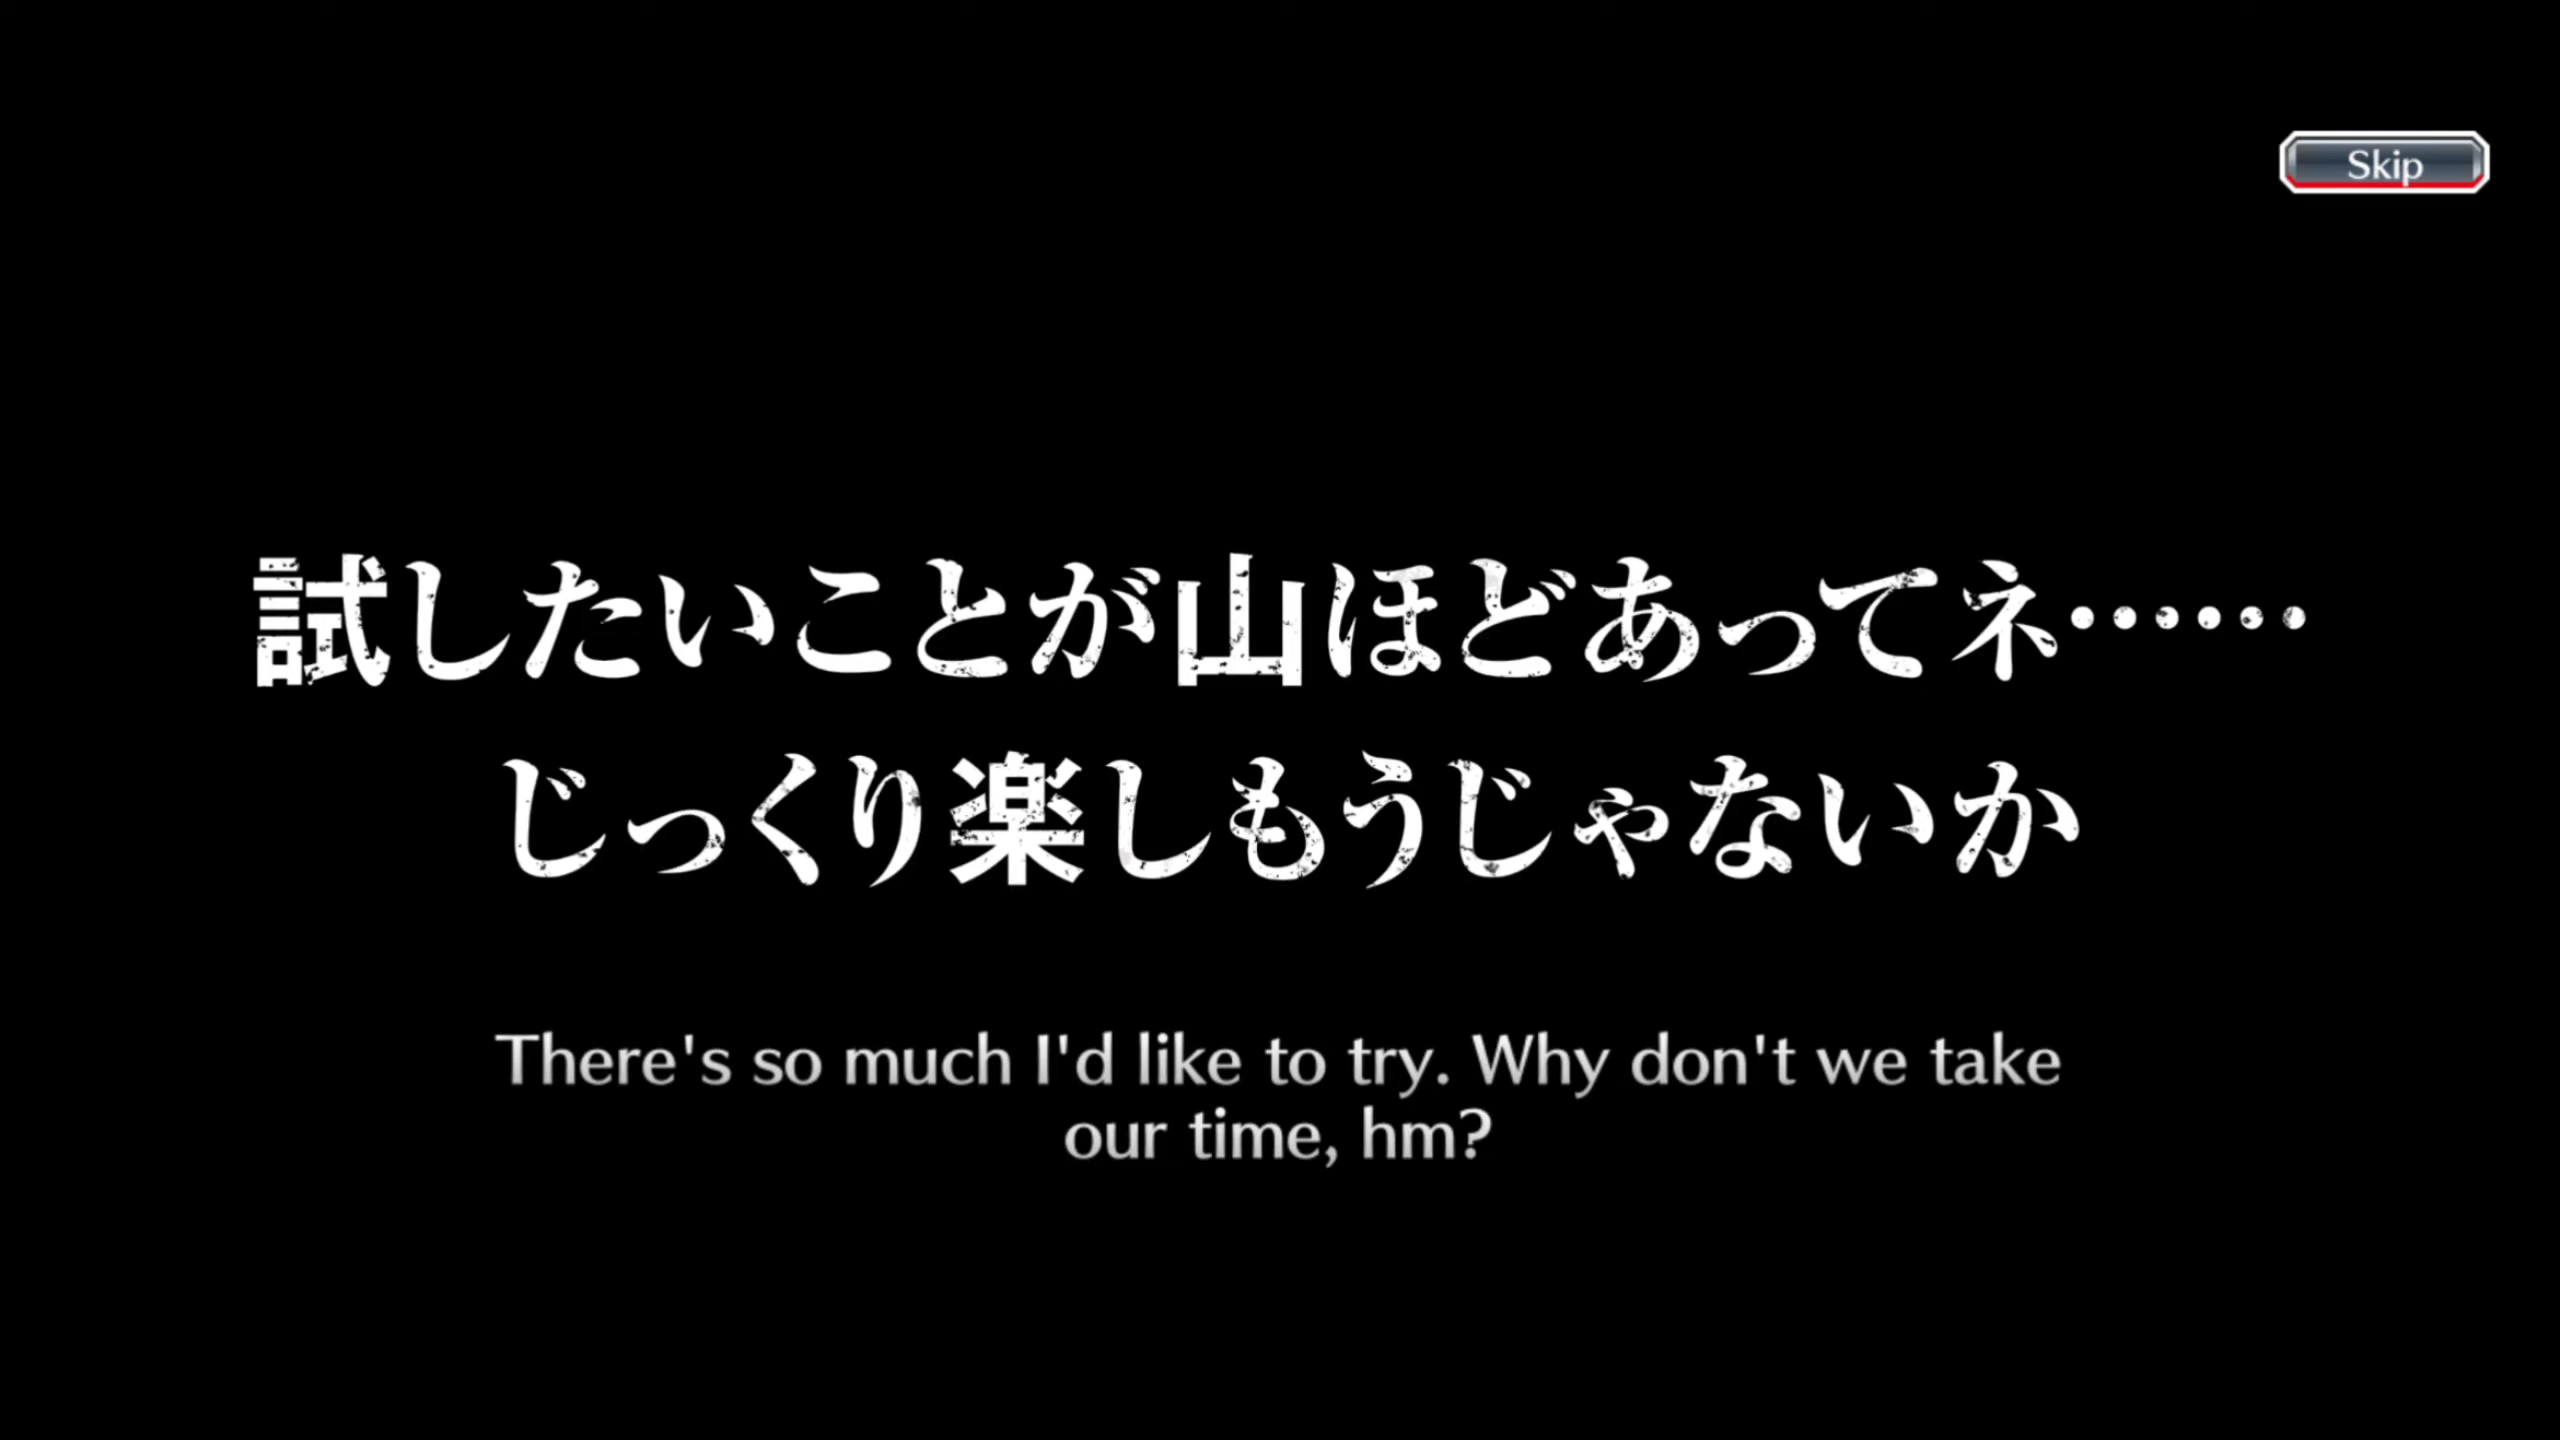 Skip
試したいことが山ほどあってネ……
じっくり楽しもうじゃないか
There's so much I'd like to try. Why don't we take
our time, hm?